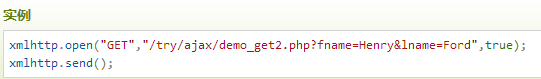 实例
xmlhttp.open("GET","/try/ajax/demo_get2.php?fname=Henry&lname=Ford",true);
xmlhttp.send();